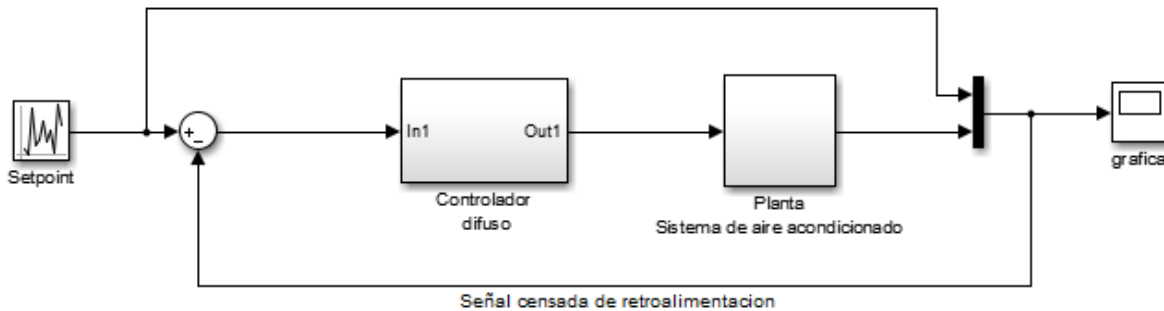 Setpoint
+
_
In1
Out1
Controlador
difuso
Planta
Sistema de aire acondicionado
grafica
Señal censada de retroalimentacion